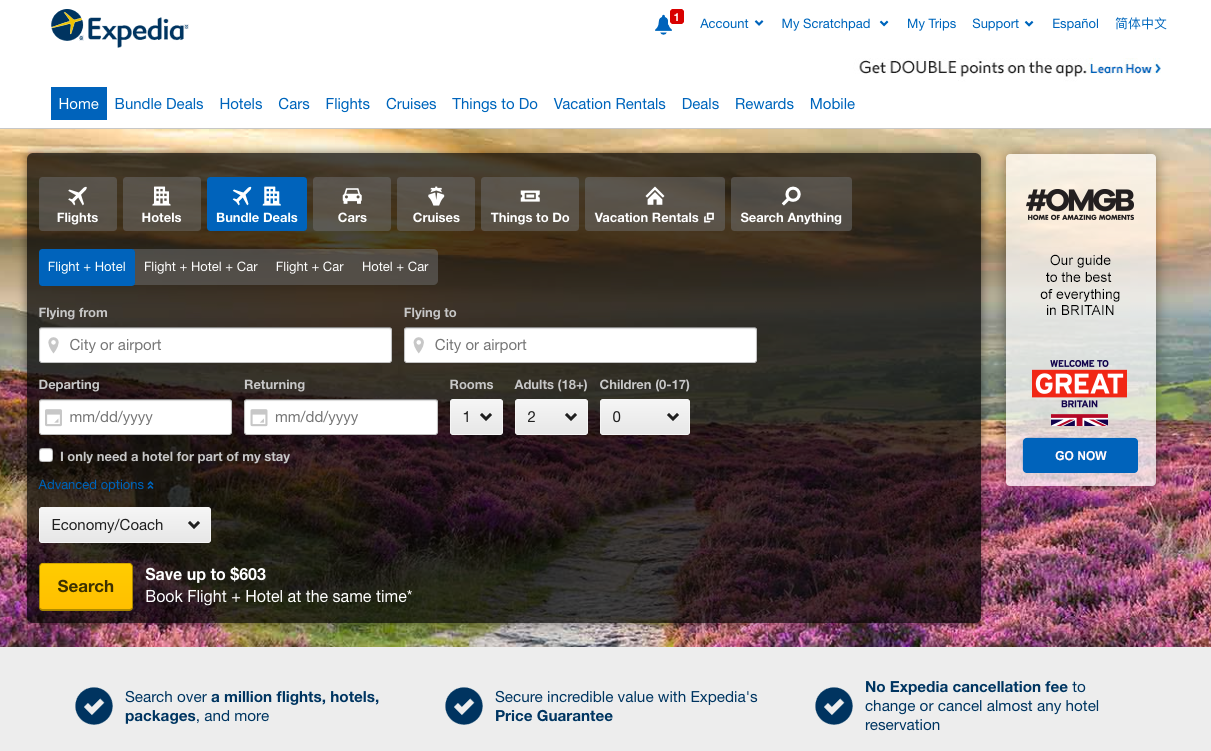 Expedia
1
Account
My Scratchpad
My Trips
Support
Español
简体中文
Get DOUBLE points on the app. Learn How
Home
Bundle Deals
Hotels
Cars
Flights
Cruises
Things to Do
Vacation Rentals
Deals
Rewards
Mobile
Flights
Hotels
Bundle Deals
Cars
Cruises
Things to Do
Vacation Rentals
Search Anything
Flight + Hotel
Flight + Hotel + Car
Flight + Car
Hotel + Car
Flying from
Flying to
City or airport
City or airport
Departing
Returning
Rooms
Adults (18+)
Children (0-17)
mm/dd/yyyy
mm/dd/yyyy
1
2
0
I only need a hotel for part of my stay
Advanced options
Economy/Coach
Search
Save up to $603
Book Flight + Hotel at the same time*
#OMGB
HOME OF AMAZING MOMENTS
Our guide
to the best
of everything
in BRITAIN
WELCOME TO
GREAT
BRITAIN
GO NOW
Search over a million flights, hotels,
packages, and more
Secure incredible value with Expedia's
Price Guarantee
No Expedia cancellation fee to
change or cancel almost any hotel
reservation